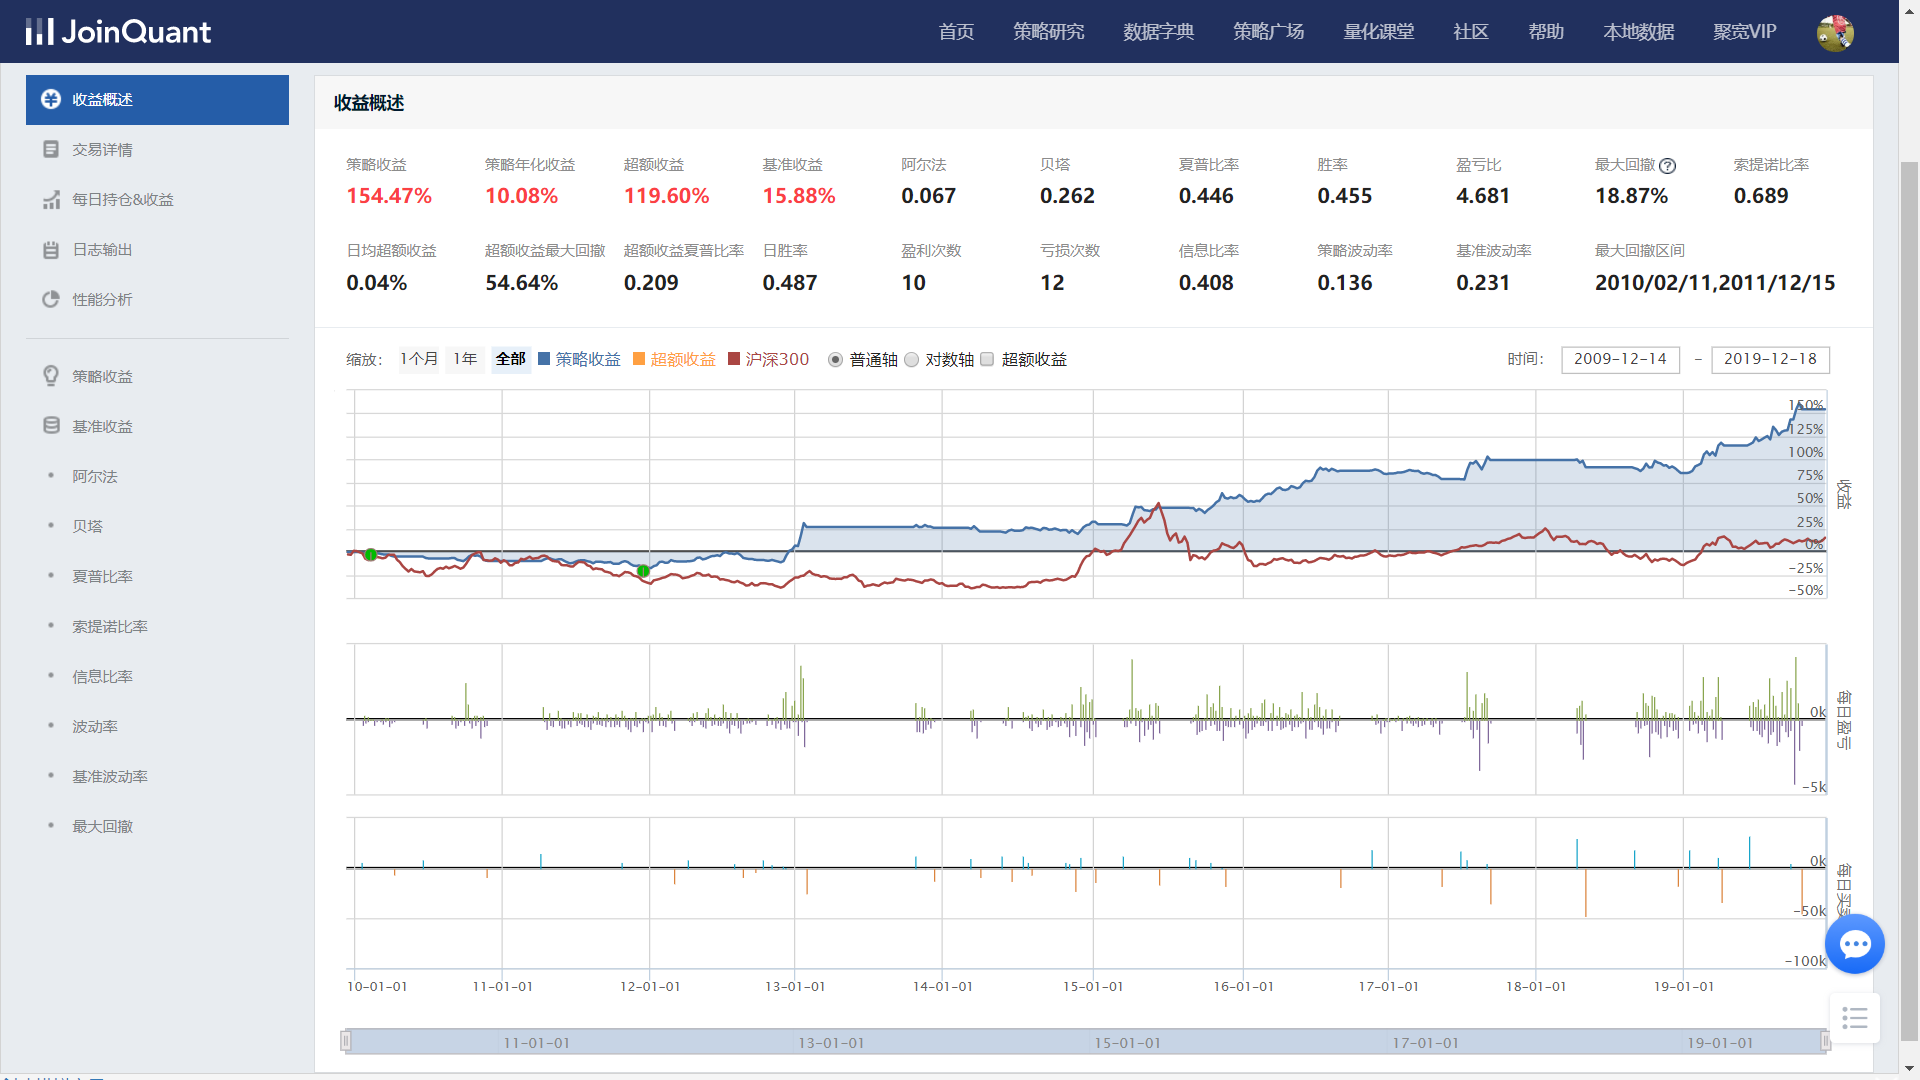 JoinQuant
首页 策略研究 数据字典 策略广场 量化课堂 社区 帮助 本地数据 聚宽VIP
收益概述
交易详情
每日持仓&收益
日志输出
性能分析
策略收益
基准收益
阿尔法
贝塔
夏普比率
索提诺比率
信息比率
波动率
基准波动率
最大回撤
收益概述
策略收益 策略年化收益 超额收益 基准收益 阿尔法 贝塔 夏普比率 胜率 盈亏比 最大回撤 ? 索提诺比率
154.47% 10.08% 119.60% 15.88% 0.067 0.262 0.446 0.455 4.681 18.87% 0.689
日均超额收益 超额收益最大回撤 超额收益夏普比率 日胜率 盈利次数 亏损次数 信息比率 策略波动率 基准波动率 最大回撤区间
0.04% 54.64% 0.209 0.487 10 12 0.408 0.136 0.231 2010/02/11,2011/12/15
缩放: 1个月 1年 全部 策略收益 超额收益 沪深300 普通轴 对数轴 超额收益 时间: 2009-12-14 - 2019-12-18
150%
125%
100%
75%
50%
25%
0%
-25%
-50%
收益
0k
-5k
每日盈亏
0k
-50k
-100k
每日买
10-01-01 11-01-01 12-01-01 13-01-01 14-01-01 15-01-01 16-01-01 17-01-01 18-01-01 19-01-01
11-01-01 13-01-01 15-01-01 17-01-01 19-01-01